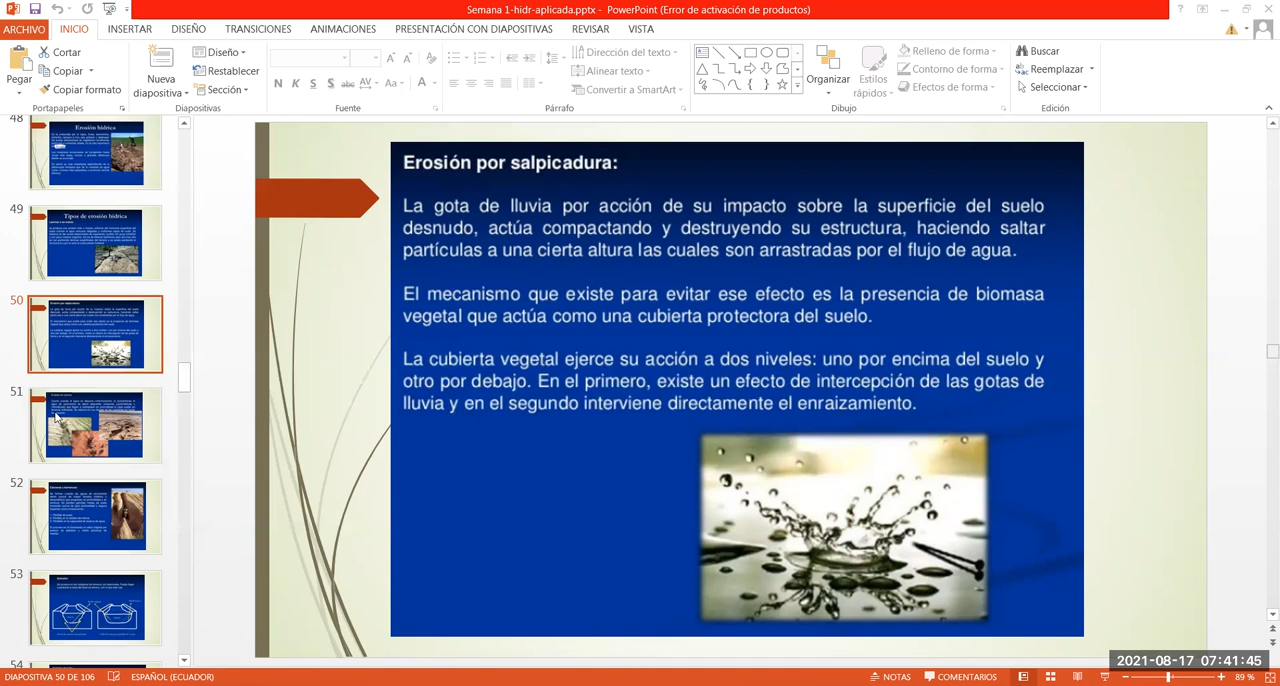 Semana 1-hidr-aplicada.pptx - PowerPoint (Error de activación de productos)
ARCHIVO INICIO INSERTAR DISEÑO TRANSICIONES ANIMACIONES PRESENTACIÓN CON DIAPOSITIVAS REVISAR VISTA
Pegar
Cortar
Copiar
Copiar formato
Portapapeles
Nueva diapositiva
Diseño
Restablecer
Sección
Diapositivas
N K S S abc AV Aa A
Fuente
Dirección del texto
Alinear texto
Convertir a SmartArt
Párrafo
Organizar
Estilos rápidos
Relleno de forma
Contorno de forma
Efectos de forma
Dibujo
Buscar
Reemplazar
Seleccionar
Edición
48
Erosión hídrica
49
Tipos de erosión hídrica
50
51
52
53
54
Erosión por salpicadura:
La gota de lluvia por acción de su impacto sobre la superficie del suelo
desnudo, actúa compactando y destruyendo su estructura, haciendo saltar
partículas a una cierta altura las cuales son arrastradas por el flujo de agua.
El mecanismo que existe para evitar ese efecto es la presencia de biomasa
vegetal que actúa como una cubierta protectora del suelo.
La cubierta vegetal ejerce su acción a dos niveles: uno por encima del suelo y
otro por debajo. En el primero, existe un efecto de intercepción de las gotas de
lluvia y en el segundo interviene directamente el enraizamiento.
2021-08-17 07:41:45
DIAPOSITIVA 50 DE 106 ESPAÑOL (ECUADOR) NOTAS COMENTARIOS 89 %